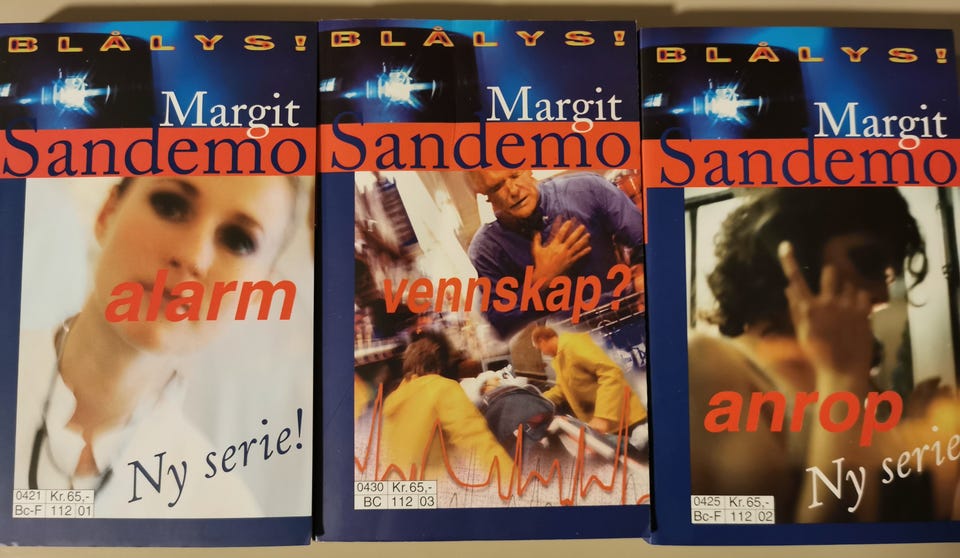 BLÅLYS!
Margit
Sandemo
alarm
Ny serie!
0421 Kr.65,-
Bc-F 112 01
BLÅLYS!
Margit
Sandemo
vennskap?
0430 Kr.65,-
BC 112 03
BLÅLYS!
Margit
Sandemo
anrop
Ny serie
0425 Kr.65,-
Bc-F 112 02